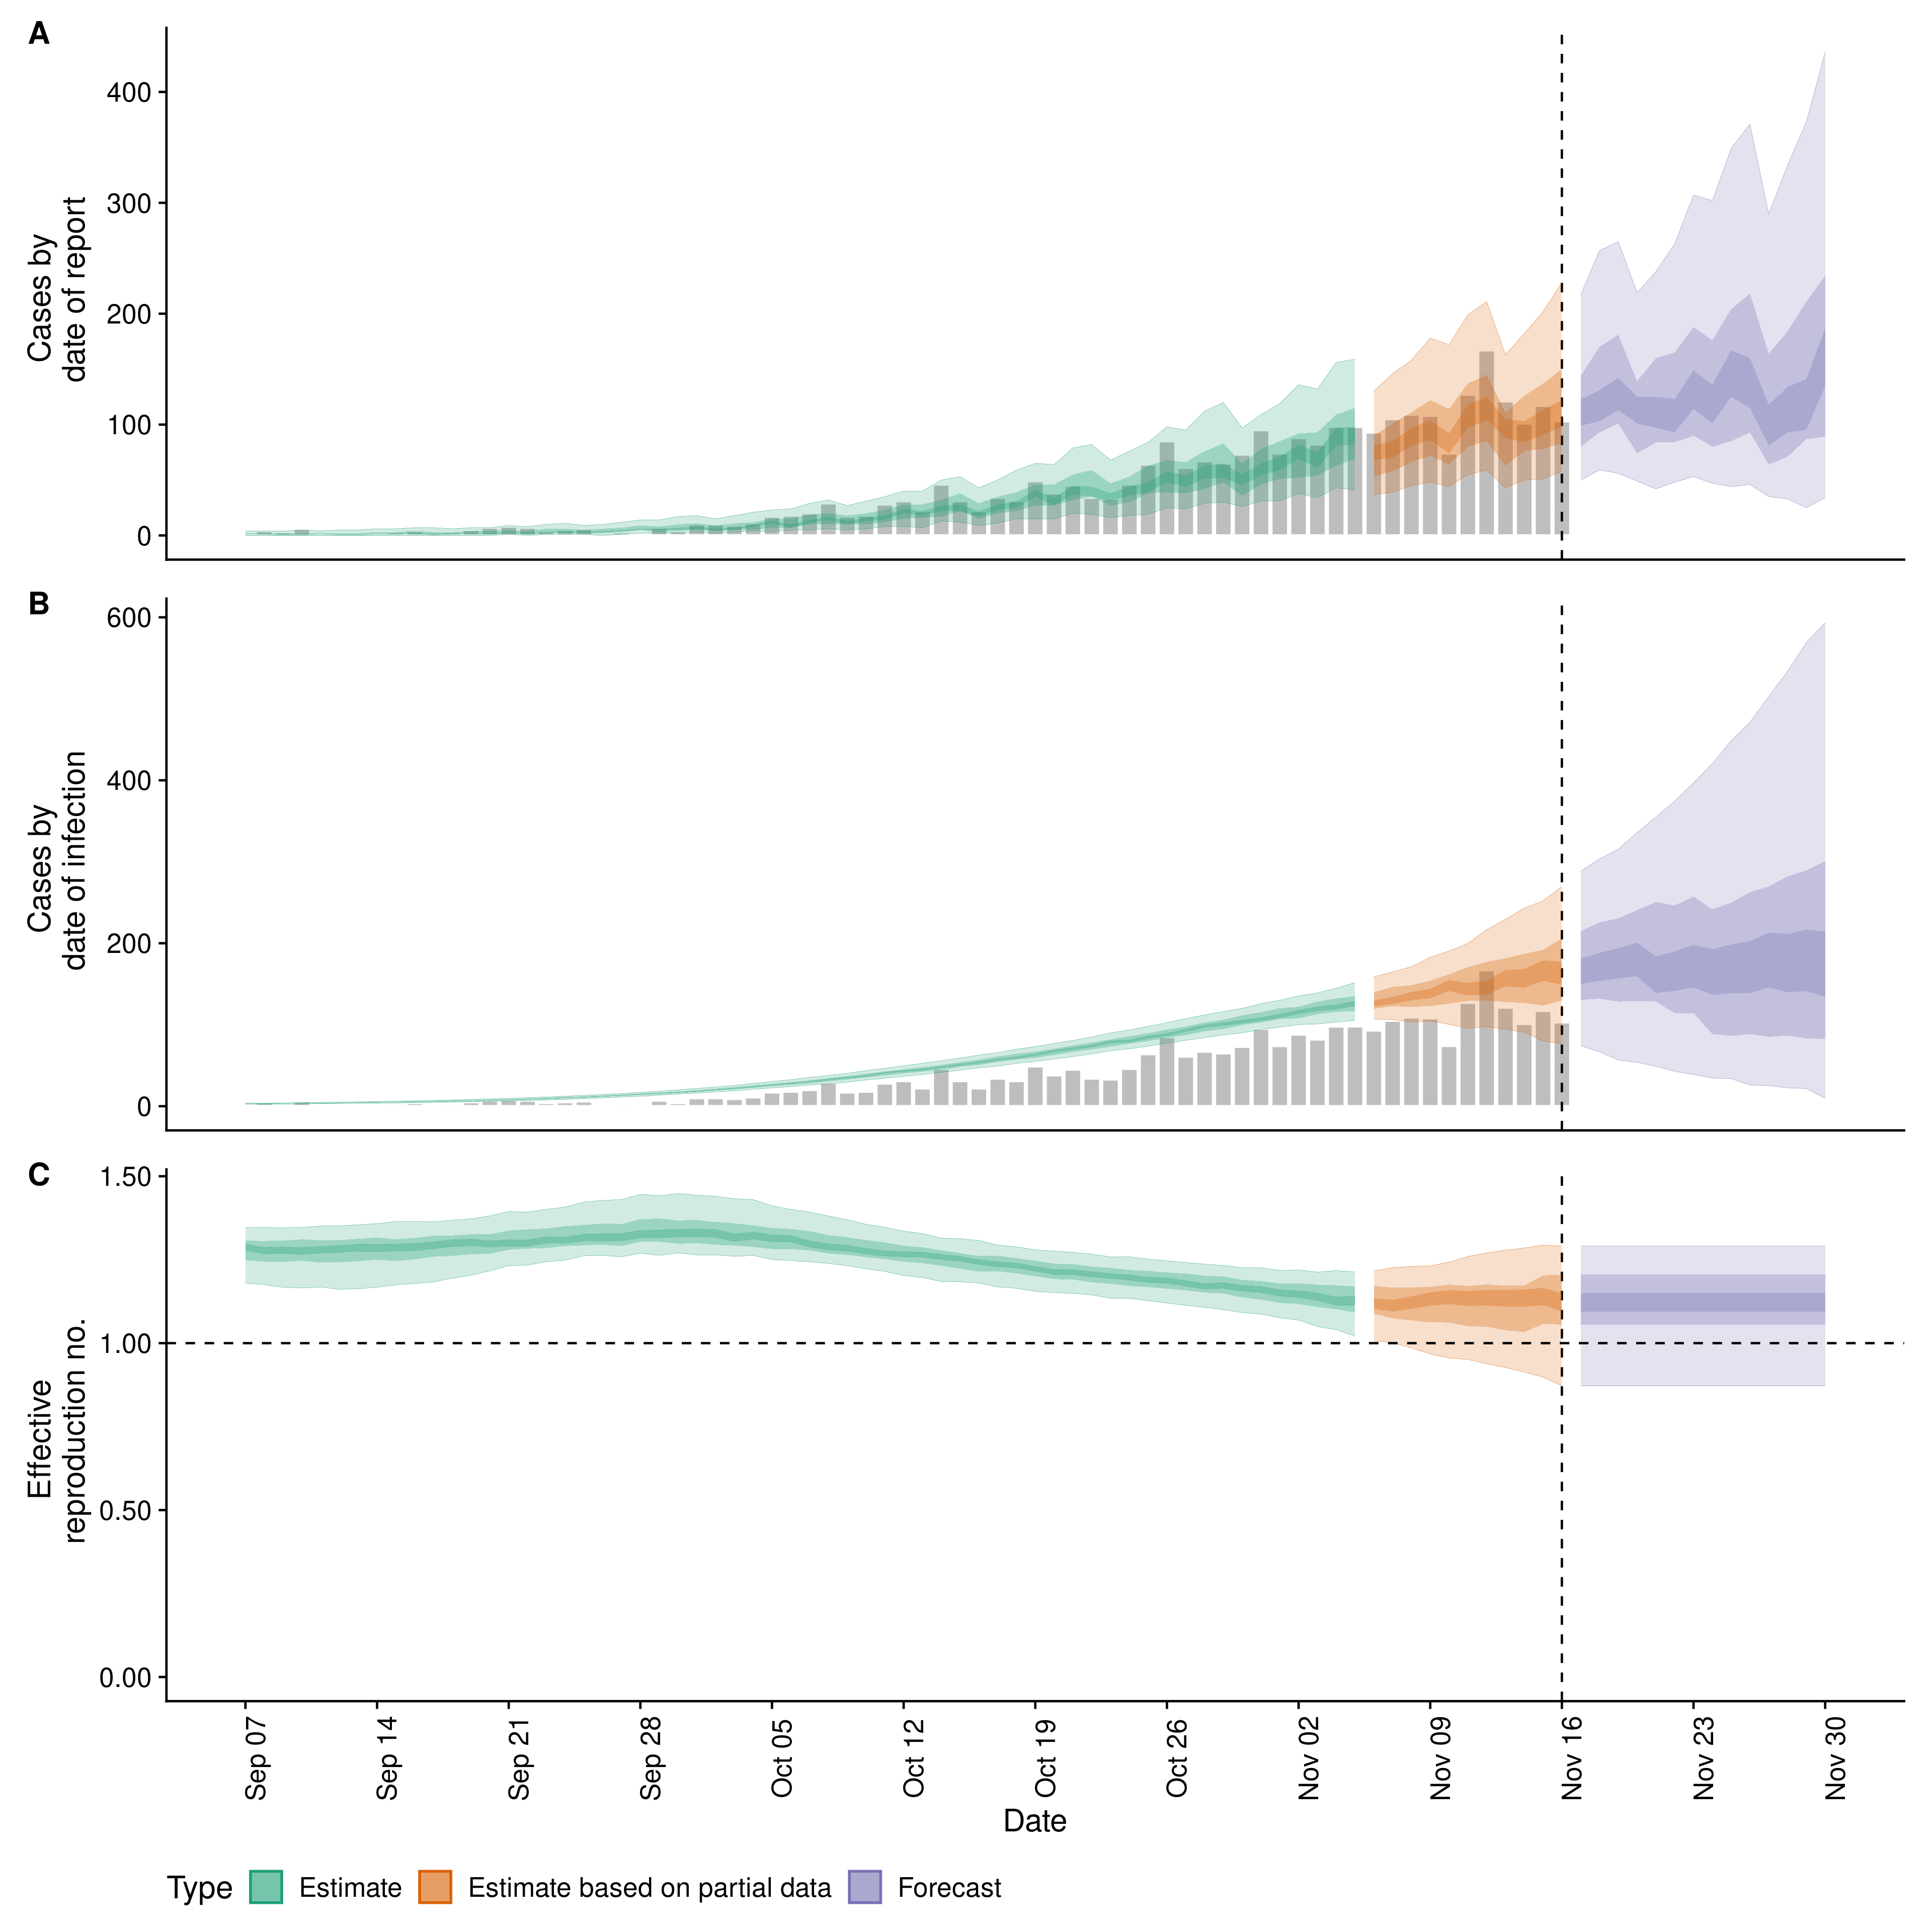 A
Cases by
date of report
400
300
200
100
0
B
Cases by
date of infection
600
400
200
0
C
Effective
reproduction no.
1.50
1.00
0.50
0.00
Sep 07
Sep 14
Sep 21
Sep 28
Oct 05
Oct 12
Oct 19
Oct 26
Nov 02
Nov 09
Nov 16
Nov 23
Nov 30
Date
Type Estimate Estimate based on partial data Forecast